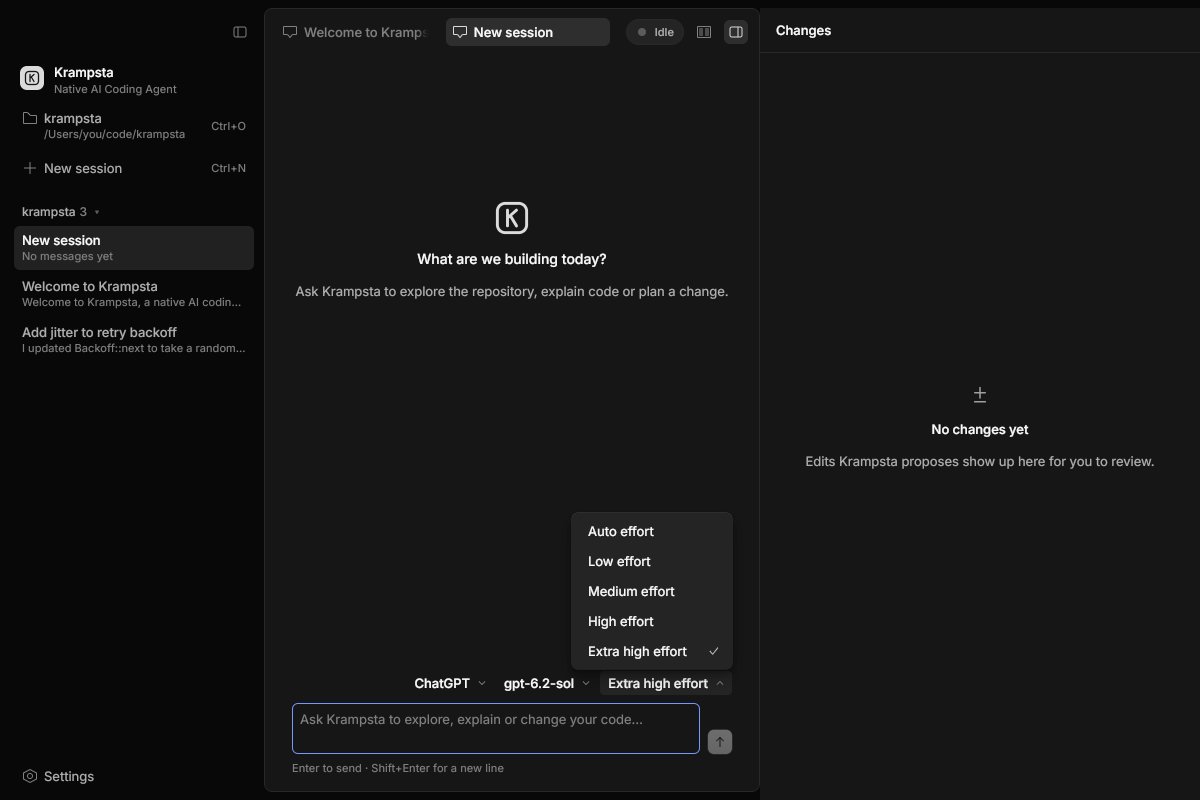 Krampsta
Native AI Coding Agent
krampsta
/Users/you/code/krampsta
Ctrl+O
New session
Ctrl+N
krampsta 3
New session
No messages yet
Welcome to Krampsta
Welcome to Krampsta, a native AI codin...
Add jitter to retry backoff
I updated Backoff::next to take a random...
Settings
Welcome to Kramps
New session
Idle
K
What are we building today?
Ask Krampsta to explore the repository, explain code or plan a change.
Auto effort
Low effort
Medium effort
High effort
Extra high effort
ChatGPT
gpt-6.2-sol
Extra high effort
Ask Krampsta to explore, explain or change your code...
Enter to send · Shift+Enter for a new line
Changes
No changes yet
Edits Krampsta proposes show up here for you to review.